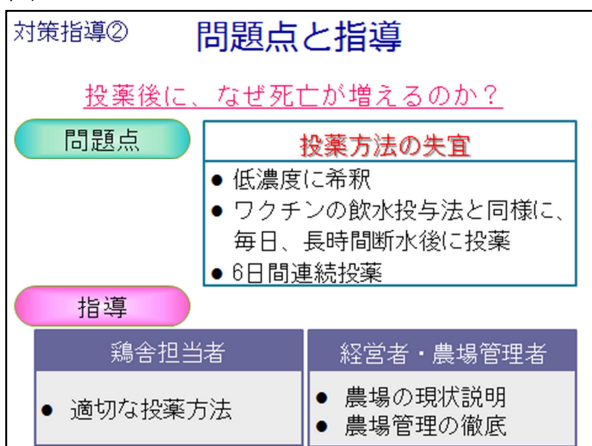 対策指導②
問題点と指導
投薬後に、なぜ死亡が増えるのか？
問題点
投薬方法の失宜
● 低濃度に希釈
● ワクチンの飲水投与法と同様に、
毎日、長時間断水後に投薬
● 6日間連続投薬
指導
鶏舎担当者
● 適切な投薬方法
経営者・農場管理者
● 農場の現状説明
● 農場管理の徹底